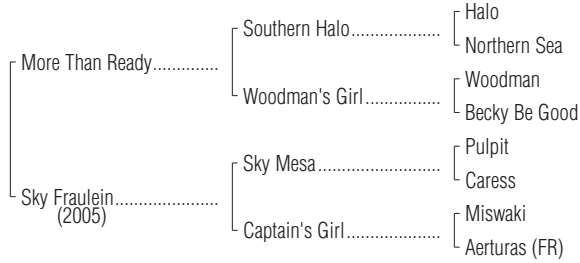 Halo
Southern Halo..................
Northern Sea
More Than Ready.............
Woodman
Woodman's Girl...............
Becky Be Good
Pulpit
Sky Mesa........................
Caress
Sky Fraulein....................
(2005)
Miswaki
Captain's Girl...................
Aerturas (FR)